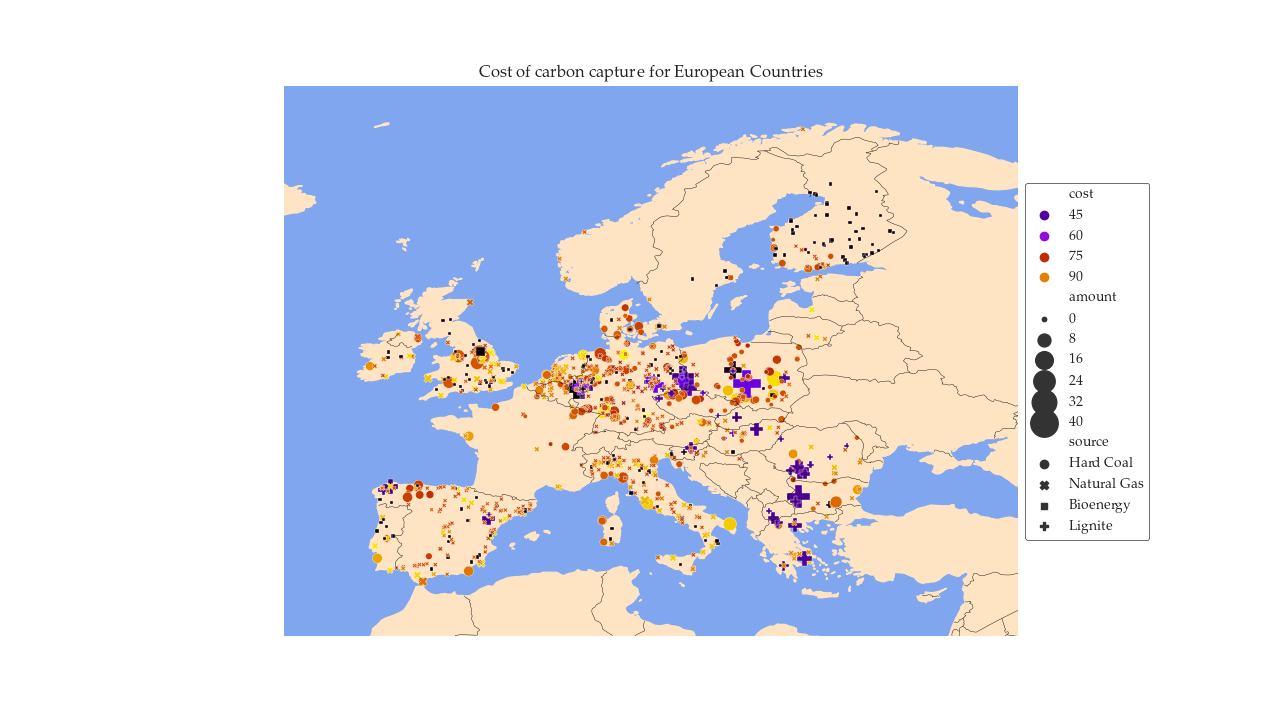 Cost of carbon capture for European Countries
cost
45
60
75
90
amount
0
8
16
24
32
40
source
Hard Coal
Natural Gas
Bioenergy
Lignite